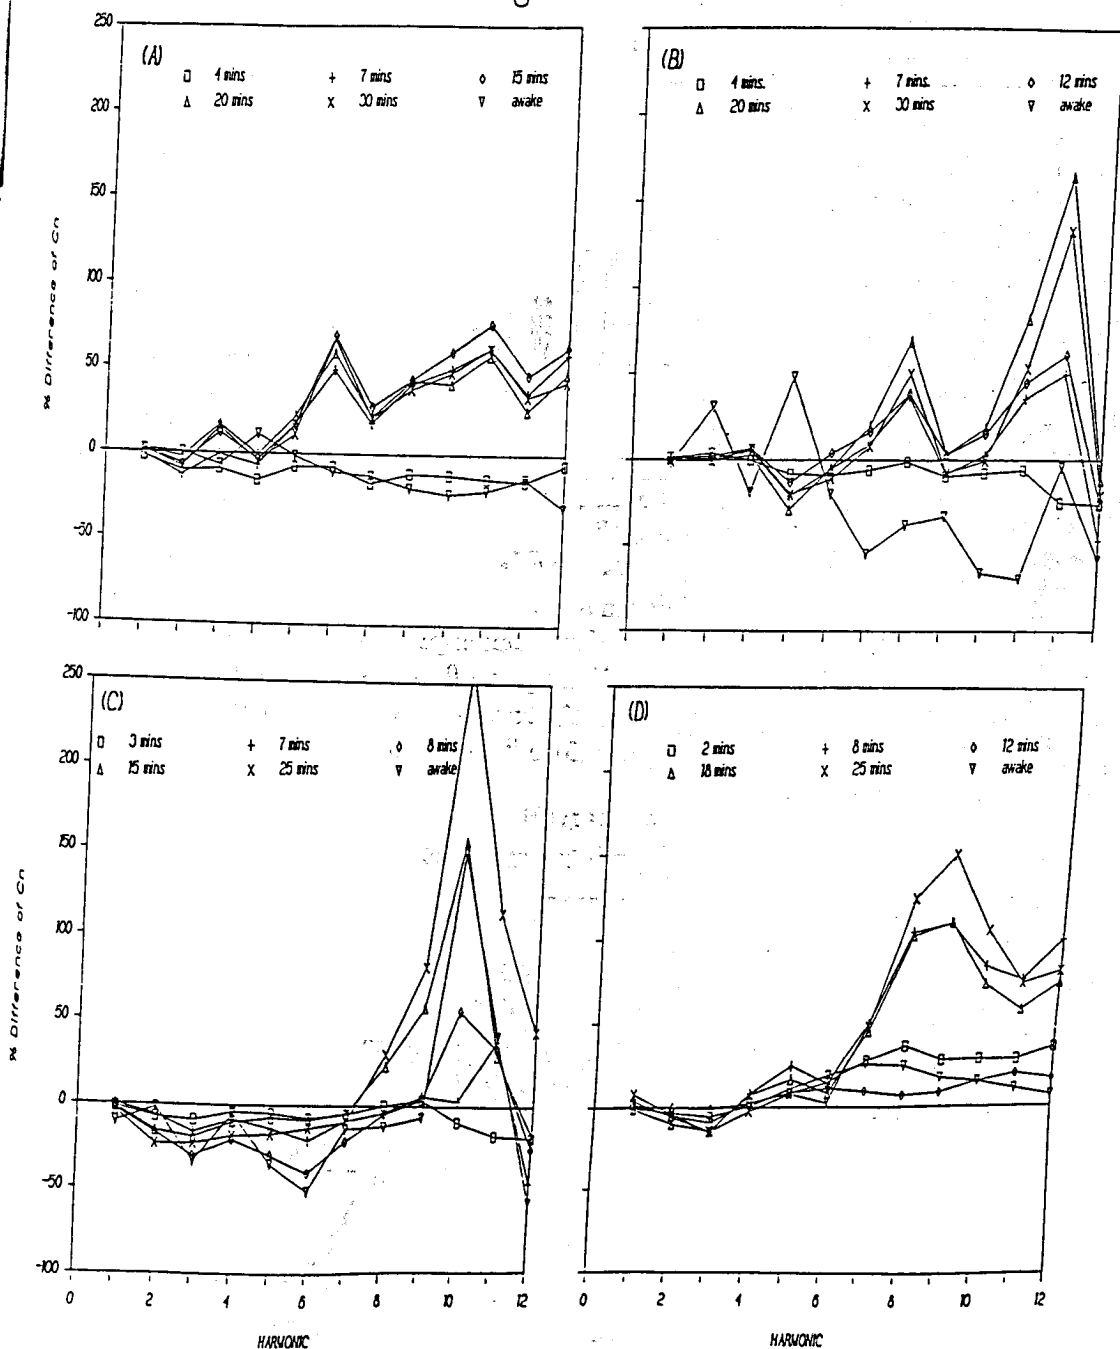 250
200
150
100
50
0
-50
-100
% Difference of Cn
(A)
4 mins
7 mins
15 mins
20 mins
30 mins
awake
(B)
4 mins.
7 mins.
12 mins
20 mins
30 mins
awake
250
200
150
100
50
0
-50
-100
% Difference of Cn
(C)
3 mins
7 mins
8 mins
15 mins
25 mins
awake
0 2 4 6 8 10 12
HARMONIC
(D)
2 mins
8 mins
12 mins
18 mins
25 mins
awake
0 2 4 6 8 10 12
HARMONIC